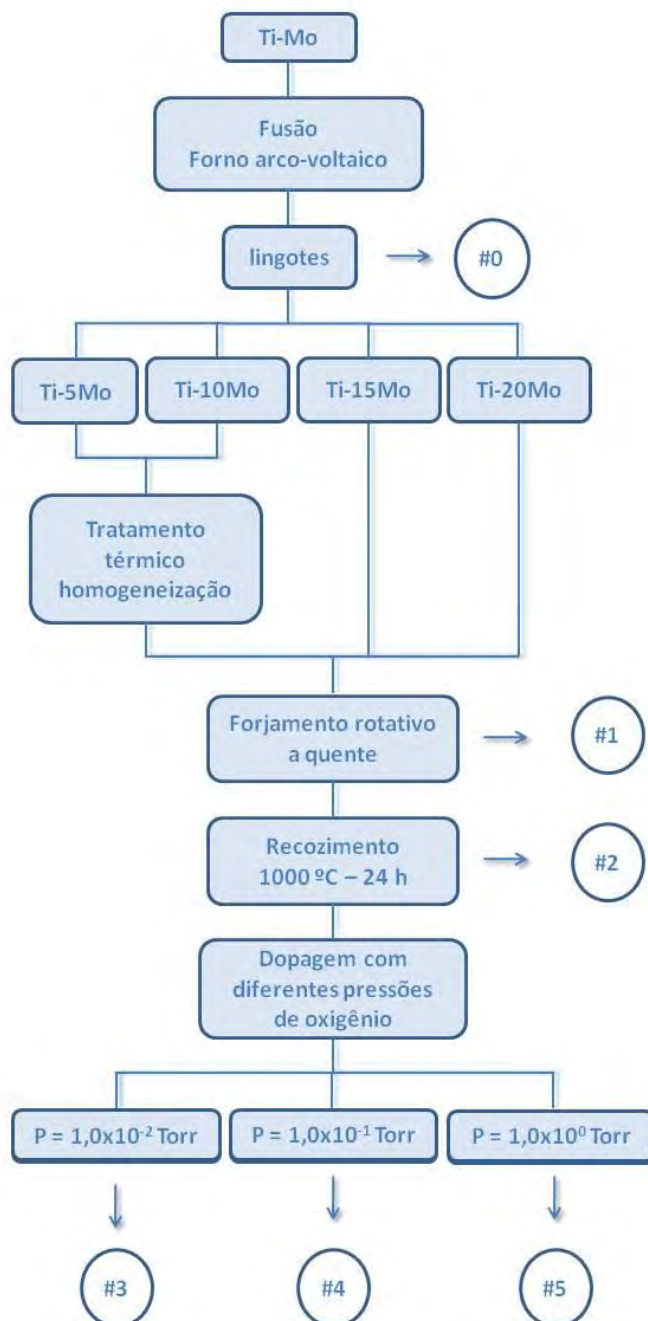 Ti-Mo
Fusão
Forno arco-voltaico
lingotes
#0
Ti-5Mo
Ti-10Mo
Ti-15Mo
Ti-20Mo
Tratamento
térmico
homogeneização
Forjamento rotativo
a quente
#1
Recozimento
1000 ºC – 24 h
#2
Dopagem com
diferentes pressões
de oxigênio
P = 1,0x10⁻² Torr
P = 1,0x10⁻¹ Torr
P = 1,0x10⁰ Torr
#3
#4
#5